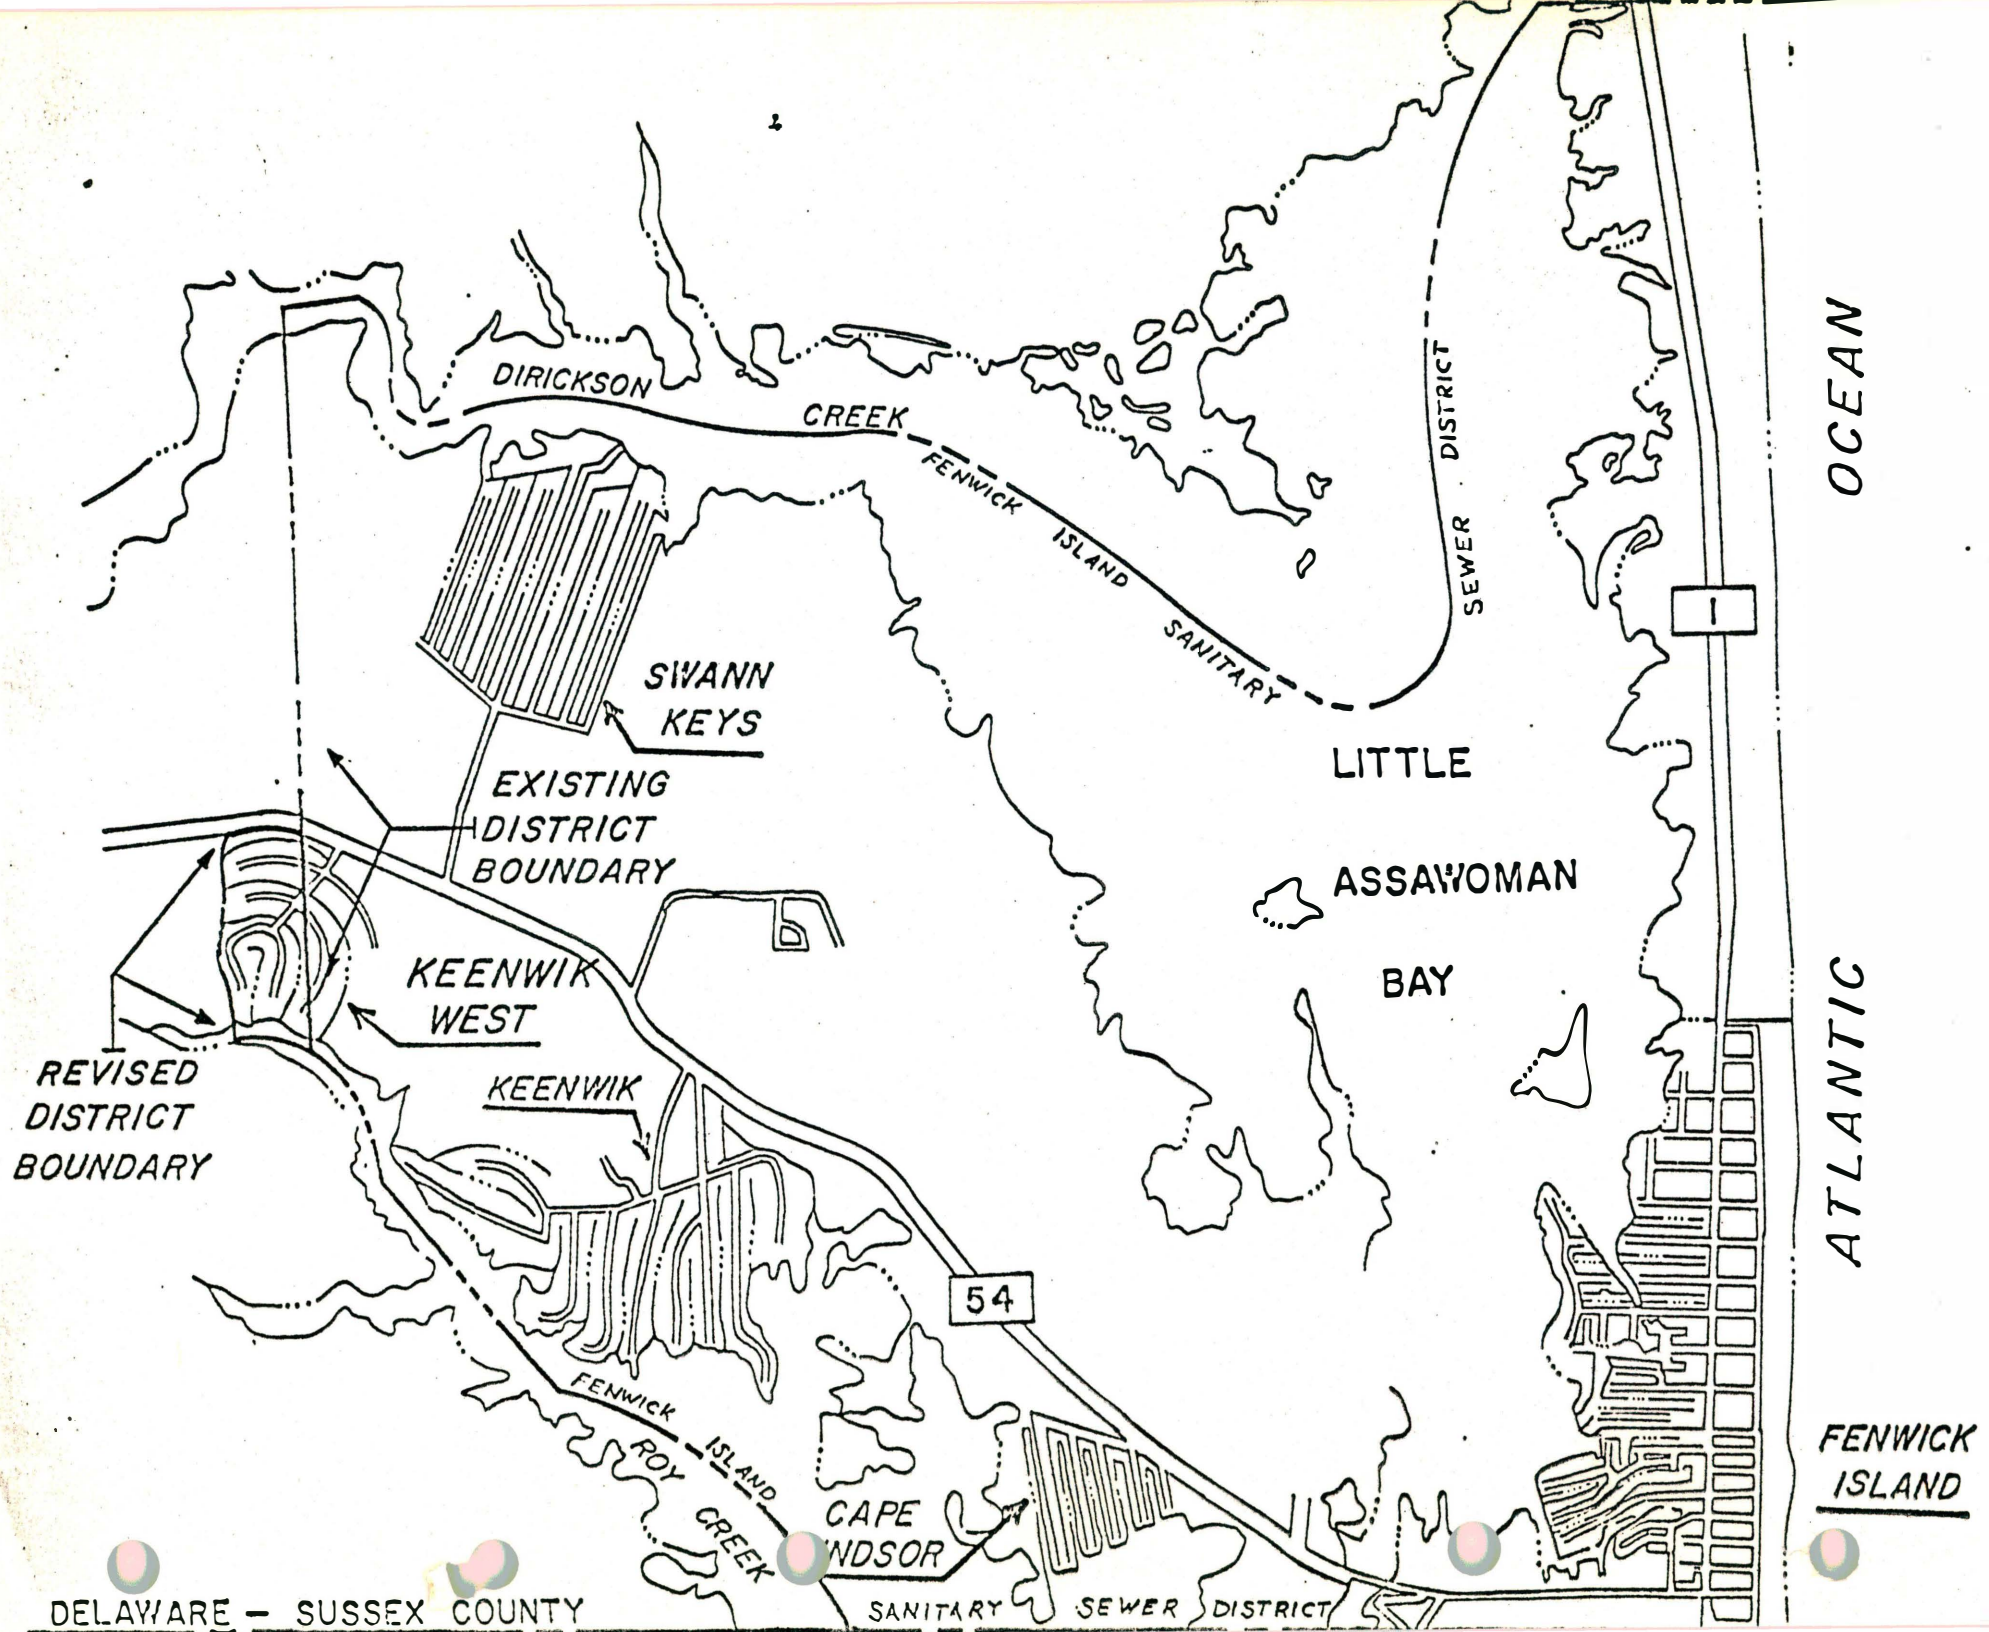 DIRICKSON
CREEK
FENWICK
ISLAND
SANITARY
SEWER DISTRICT
OCEAN
1
SWANN
KEYS
LITTLE
EXISTING
DISTRICT
BOUNDARY
ASSAWOMAN
KEENWIK
WEST
BAY
ATLANTIC
REVISED
DISTRICT
BOUNDARY
KEENWIK
54
FENWICK
ISLAND
ROY
CREEK
FENWICK
ISLAND
CAPE
NDSOR
DELAWARE - SUSSEX COUNTY
SANITARY SEWER DISTRICT